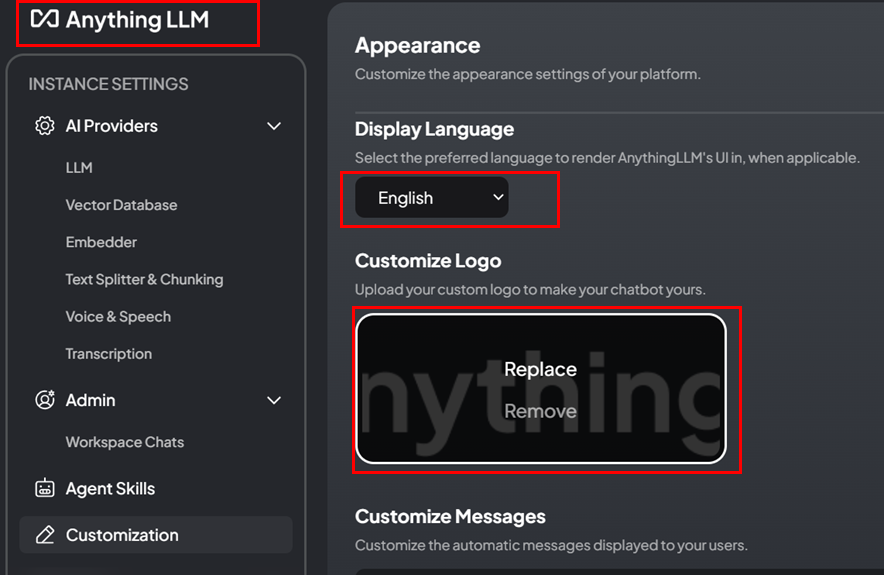 Anything LLM
INSTANCE SETTINGS
AI Providers
LLM
Vector Database
Embedder
Text Splitter & Chunking
Voice & Speech
Transcription
Admin
Workspace Chats
Agent Skills
Customization
Appearance
Customize the appearance settings of your platform.
Display Language
Select the preferred language to render AnythingLLM's UI in, when applicable.
English
Customize Logo
Upload your custom logo to make your chatbot yours.
nything
Replace
Remove
Customize Messages
Customize the automatic messages displayed to your users.